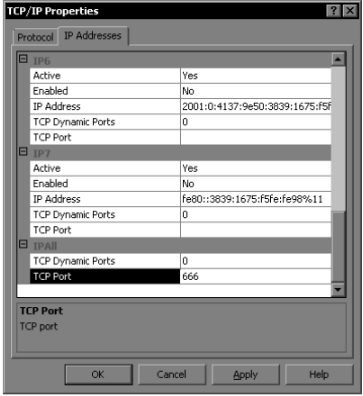 TCP/IP Properties
Protocol IP Addresses
IP6
Active Yes
Enabled No
IP Address 2001:0:4137:9e50:3839:1675:f5f
TCP Dynamic Ports 0
TCP Port
IP7
Active Yes
Enabled No
IP Address fe80::3839:1675:f5fe:fe98%11
TCP Dynamic Ports 0
TCP Port
IPAll
TCP Dynamic Ports 0
TCP Port 666
TCP Port
TCP port
OK Cancel Apply Help